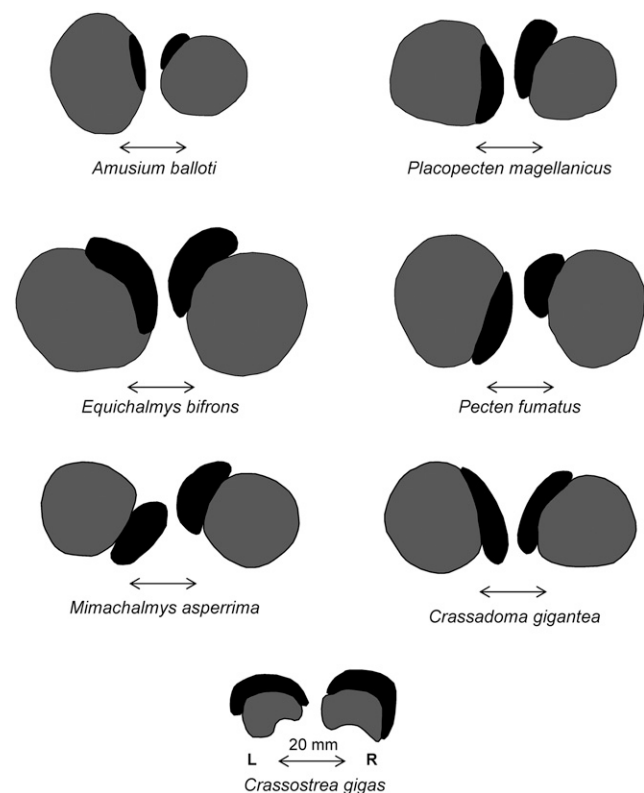 Amusium balloti
Placopecten magellanicus
Equichalmys bifrons
Pecten fumatus
Mimachalmys asperrima
Crassadoma gigantea
20 mm
L R
Crassostrea gigas